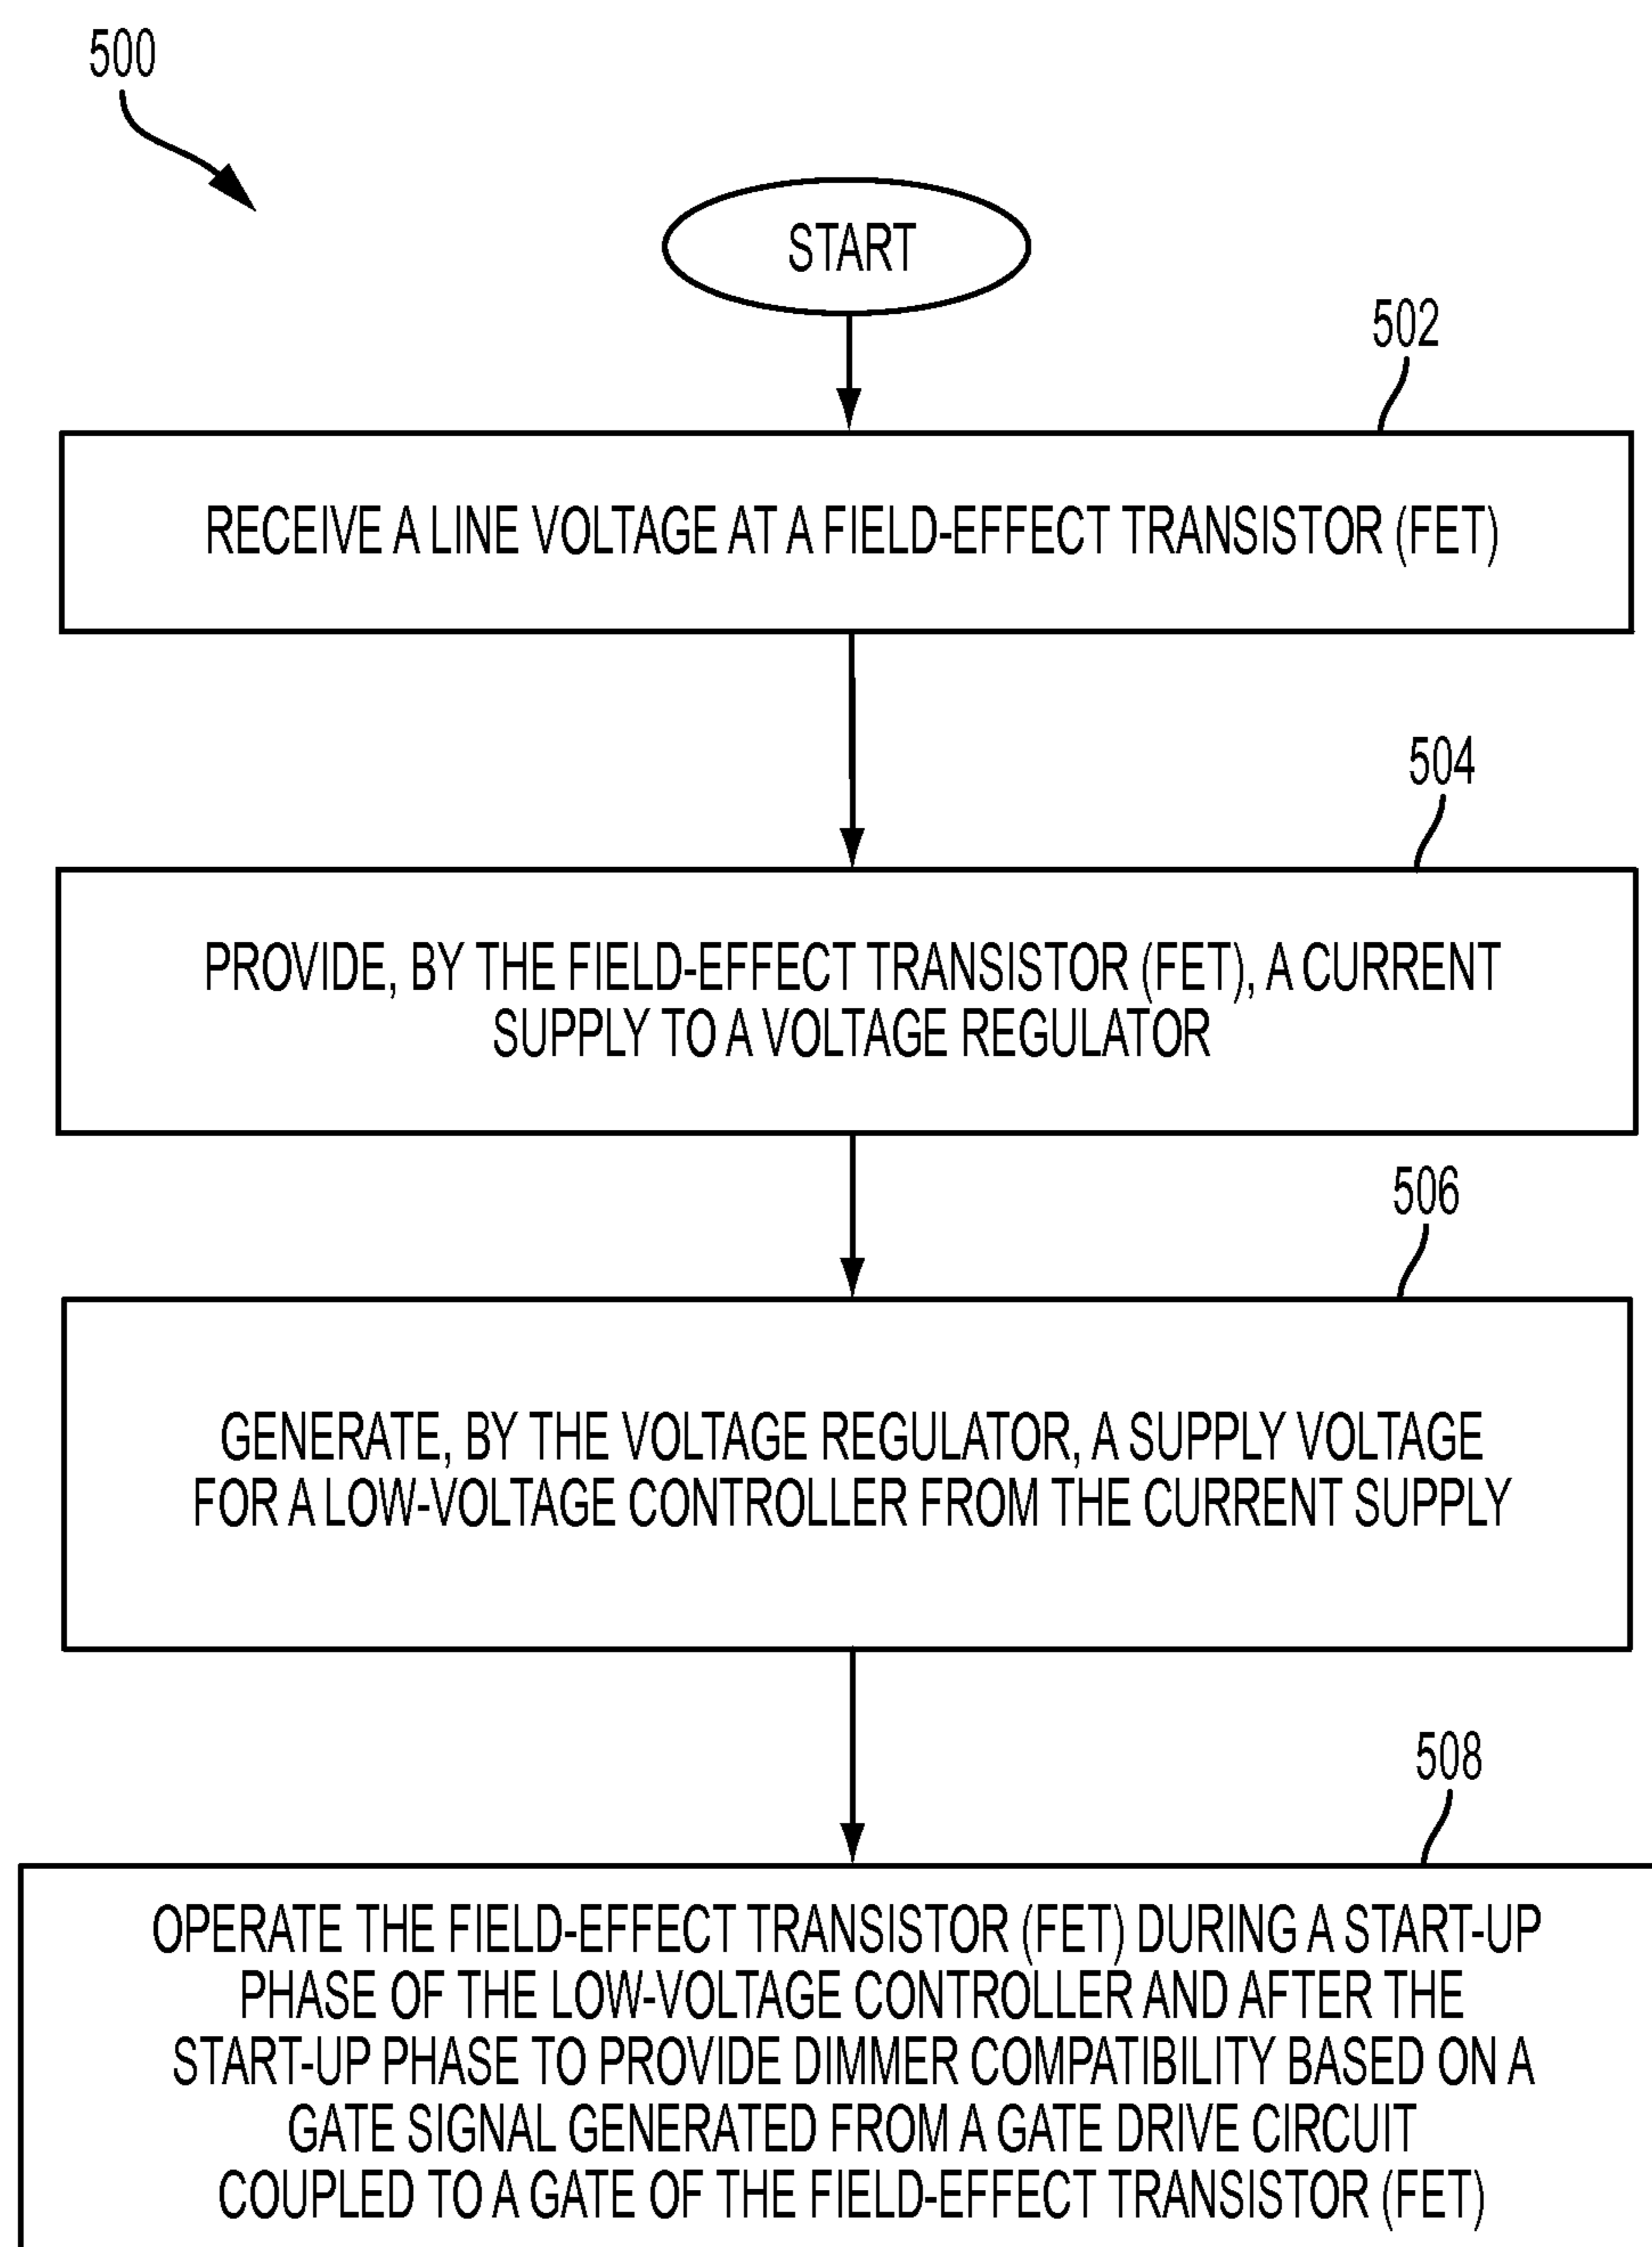 500
START
502
RECEIVE A LINE VOLTAGE AT A FIELD-EFFECT TRANSISTOR (FET)
504
PROVIDE, BY THE FIELD-EFFECT TRANSISTOR (FET), A CURRENT
SUPPLY TO A VOLTAGE REGULATOR
506
GENERATE, BY THE VOLTAGE REGULATOR, A SUPPLY VOLTAGE
FOR A LOW-VOLTAGE CONTROLLER FROM THE CURRENT SUPPLY
508
OPERATE THE FIELD-EFFECT TRANSISTOR (FET) DURING A START-UP
PHASE OF THE LOW-VOLTAGE CONTROLLER AND AFTER THE
START-UP PHASE TO PROVIDE DIMMER COMPATIBILITY BASED ON A
GATE SIGNAL GENERATED FROM A GATE DRIVE CIRCUIT
COUPLED TO A GATE OF THE FIELD-EFFECT TRANSISTOR (FET)